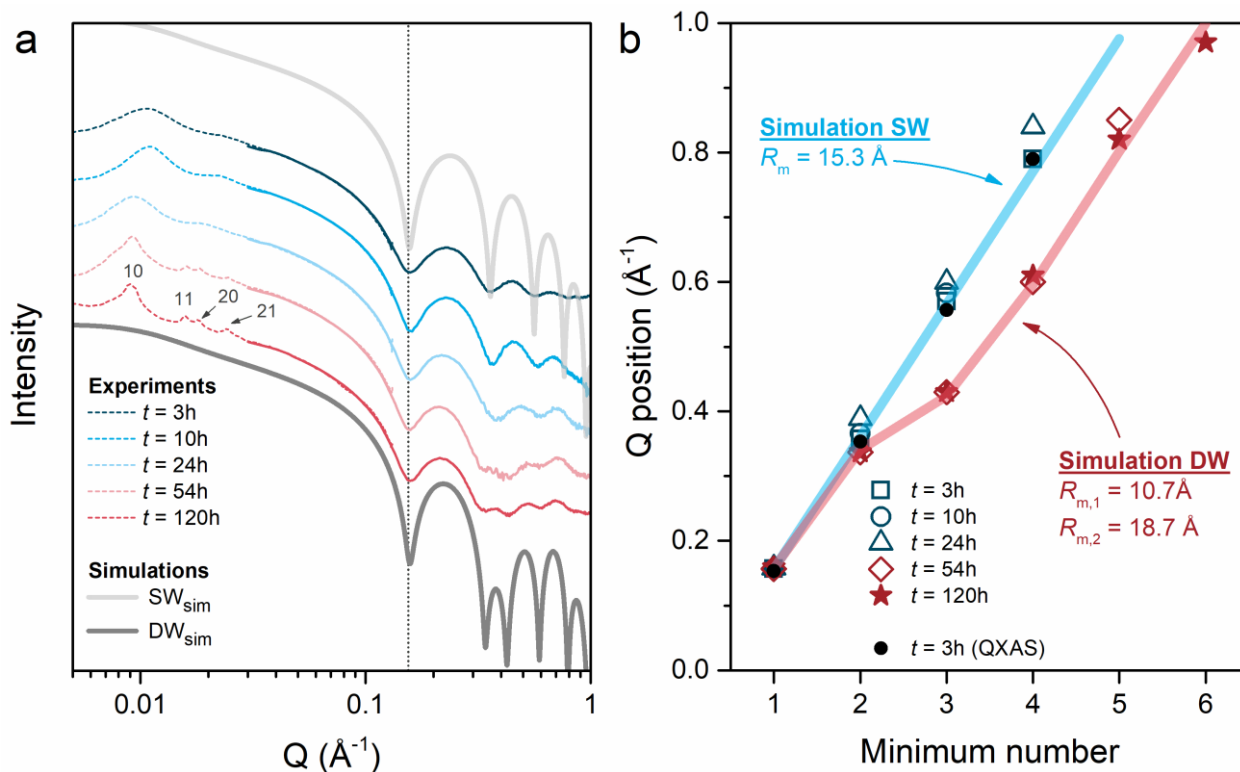 a
Intensity
10
11
20
21
Experiments
t = 3h
t = 10h
t = 24h
t = 54h
t = 120h
Simulations
SWsim
DWsim
0.01
0.1
1
Q (Å-1)
b
Q position (Å-1)
1.0
0.8
0.6
0.4
0.2
0.0
Simulation SW
Rm = 15.3 Å
Simulation DW
Rm,1 = 10.7Å
Rm,2 = 18.7 Å
t = 3h
t = 10h
t = 24h
t = 54h
t = 120h
t = 3h (QXAS)
1
2
3
4
5
6
Minimum number